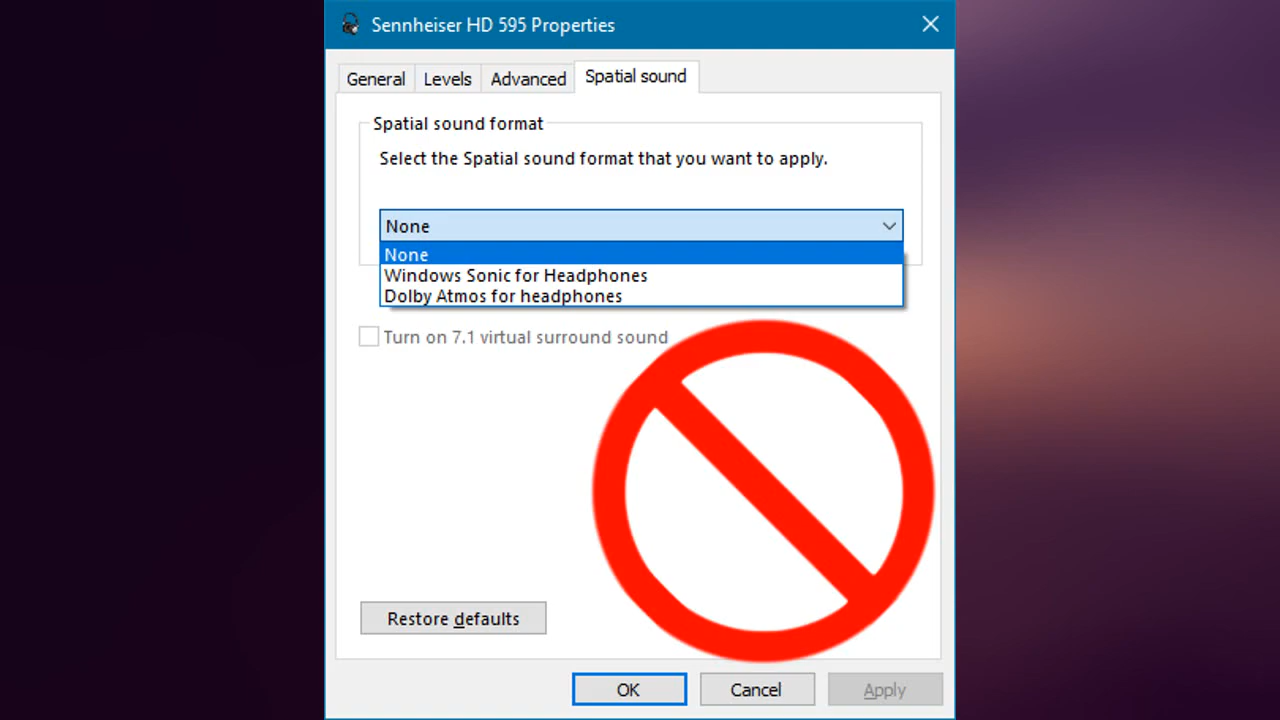 Sennheiser HD 595 Properties
General Levels Advanced Spatial sound
Spatial sound format
Select the Spatial sound format that you want to apply.
None
None
Windows Sonic for Headphones
Dolby Atmos for headphones
Turn on 7.1 virtual surround sound
Restore defaults
OK Cancel Apply